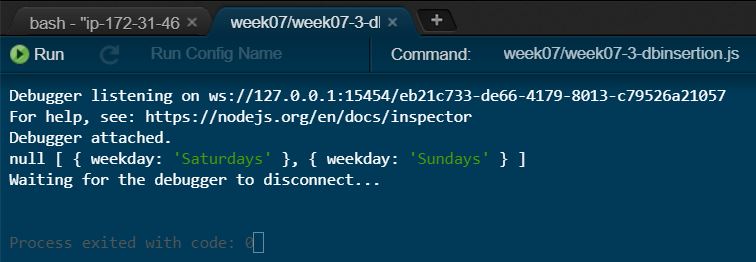 bash - "ip-172-31-46
week07/week07-3-dl
Run
Run Config Name
Command:
week07/week07-3-dbinsertion.js
Debugger listening on ws://127.0.0.1:15454/eb21c733-de66-4179-8013-c79526a21057
For help, see: https://nodejs.org/en/docs/inspector
Debugger attached.
null [ { weekday: 'Saturdays' }, { weekday: 'Sundays' } ]
Waiting for the debugger to disconnect...
Process exited with code: 0